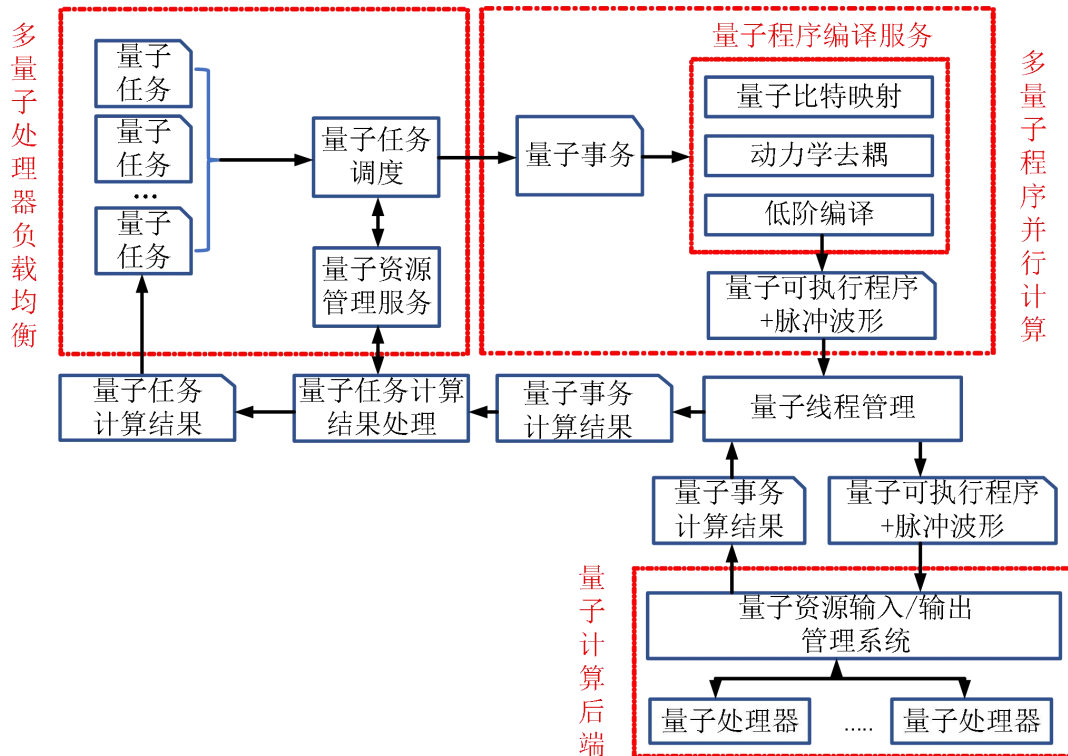 多量子处理器负载均衡
量子
任务
量子
任务
...
量子
任务
量子任务
调度
量子资源
管理服务
量子程序编译服务
量子事务
量子比特映射
动力学去耦
低阶编译
量子可执行程序
+脉冲波形
多量子程序并行计算
量子任务
计算结果
量子任务计算
结果处理
量子事务
计算结果
量子线程管理
量子事务
计算结果
量子可执行程序
+脉冲波形
量子计算后端
量子资源输入/输出
管理系统
量子处理器
.....
量子处理器